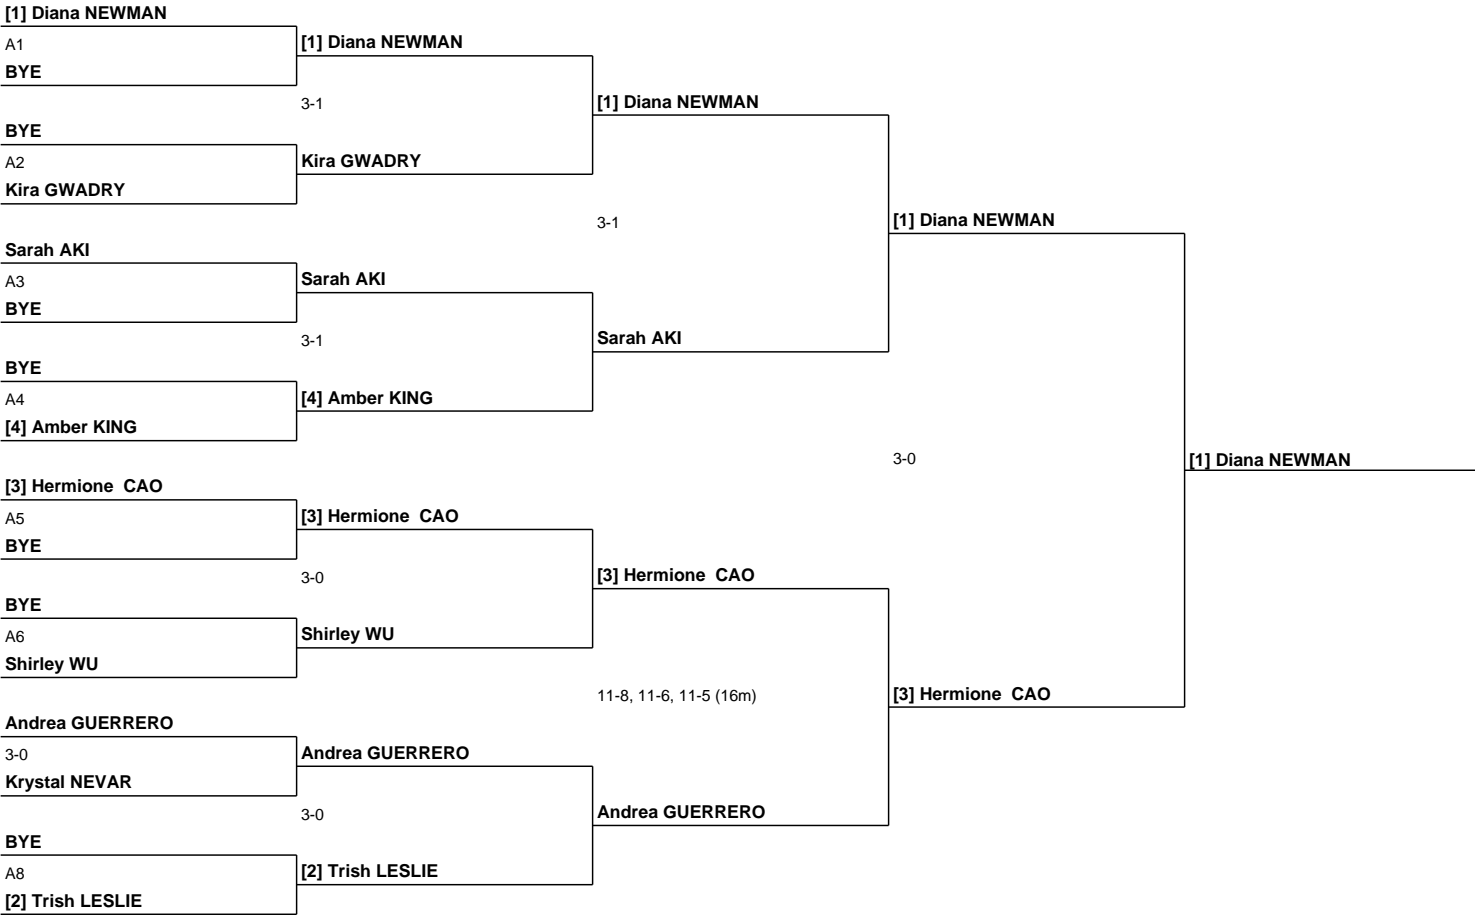 [1] Diana NEWMAN
A1
BYE
BYE
A2
Kira GWADRY
Sarah AKI
A3
BYE
BYE
A4
[4] Amber KING
[3] Hermione  CAO
A5
BYE
BYE
A6
Shirley WU
Andrea GUERRERO
3-0
Krystal NEVAR
BYE
A8
[2] Trish LESLIE
[1] Diana NEWMAN
3-1
Kira GWADRY
Sarah AKI
3-1
[4] Amber KING
[3] Hermione  CAO
3-0
Shirley WU
Andrea GUERRERO
3-0
[2] Trish LESLIE
[1] Diana NEWMAN
3-1
Sarah AKI
[3] Hermione  CAO
11-8, 11-6, 11-5 (16m)
Andrea GUERRERO
[1] Diana NEWMAN
3-0
[3] Hermione  CAO
[1] Diana NEWMAN